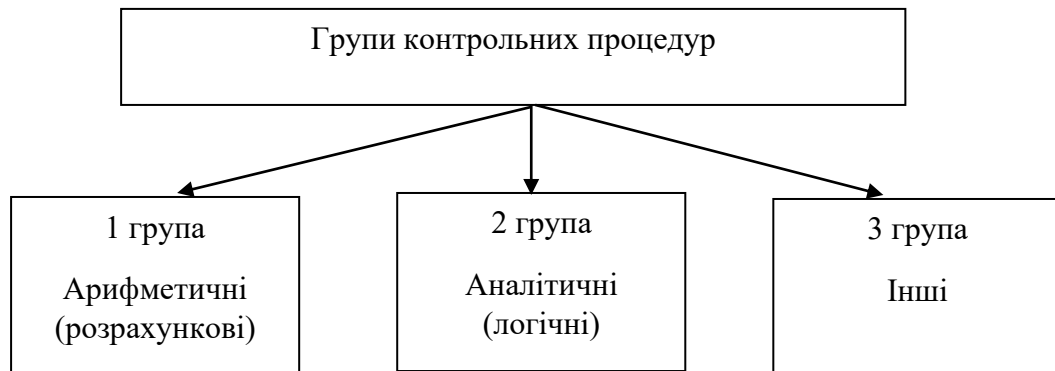 Групи контрольних процедур
1 група
Арифметичні
(розрахункові)
2 група
Аналітичні
(логічні)
3 група
Інші